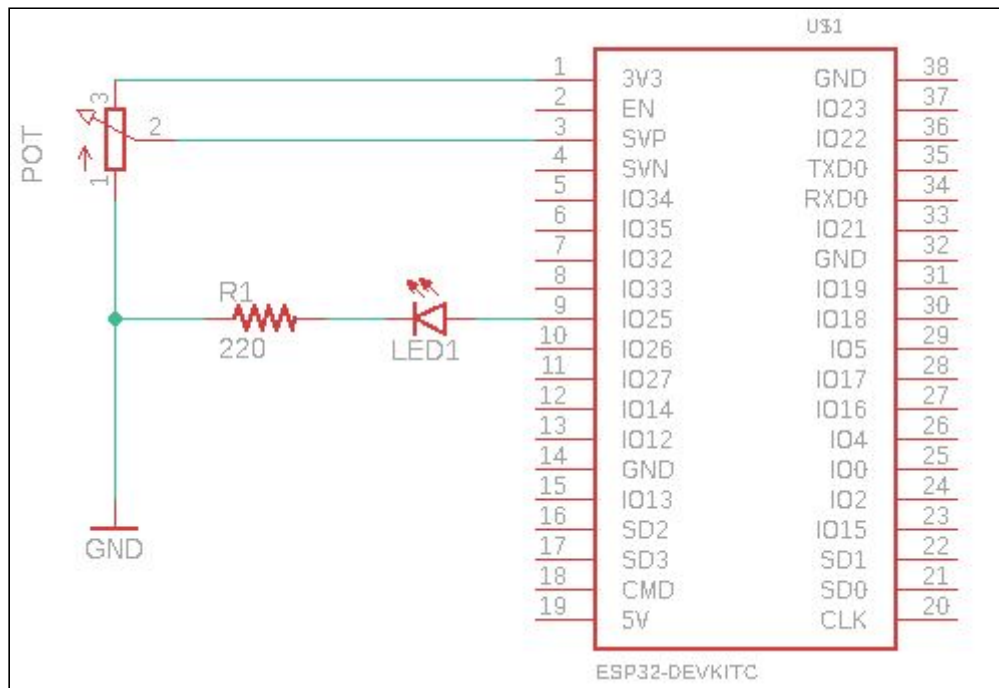 U$1
1 3V3 GND 38
2 EN IO23 37
3 SVP IO22 36
4 SVN TXD0 35
5 IO34 RXD0 34
6 IO35 IO21 33
7 IO32 GND 32
8 IO33 IO19 31
9 IO25 IO18 30
10 IO26 IO5 29
11 IO27 IO17 28
12 IO14 IO16 27
13 IO12 IO4 26
14 GND IO0 25
15 IO13 IO2 24
16 SD2 IO15 23
17 SD3 SD1 22
18 CMD SD0 21
19 5V CLK 20
ESP32-DEVKITC
POT
3
2
1
R1
220
LED1
GND